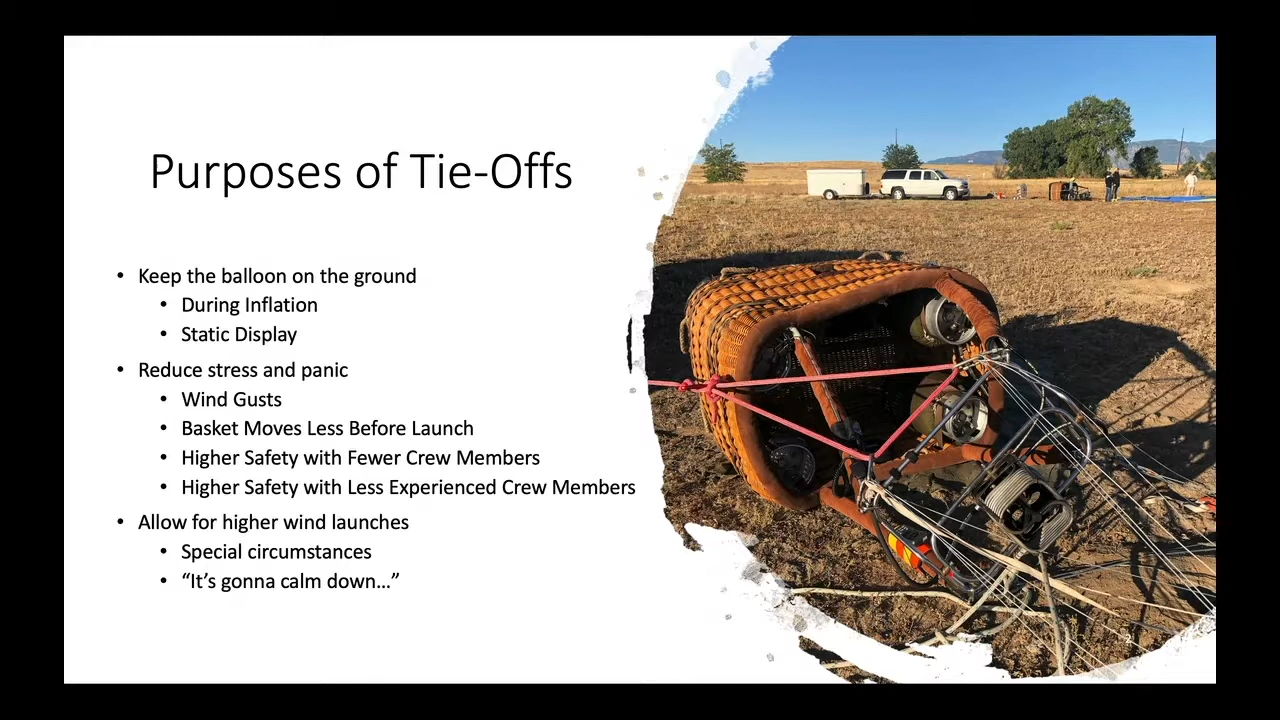 Purposes of Tie-Offs
• Keep the balloon on the ground
• During Inflation
• Static Display
• Reduce stress and panic
• Wind Gusts
• Basket Moves Less Before Launch
• Higher Safety with Fewer Crew Members
• Higher Safety with Less Experienced Crew Members
• Allow for higher wind launches
• Special circumstances
• “It’s gonna calm down…”
2